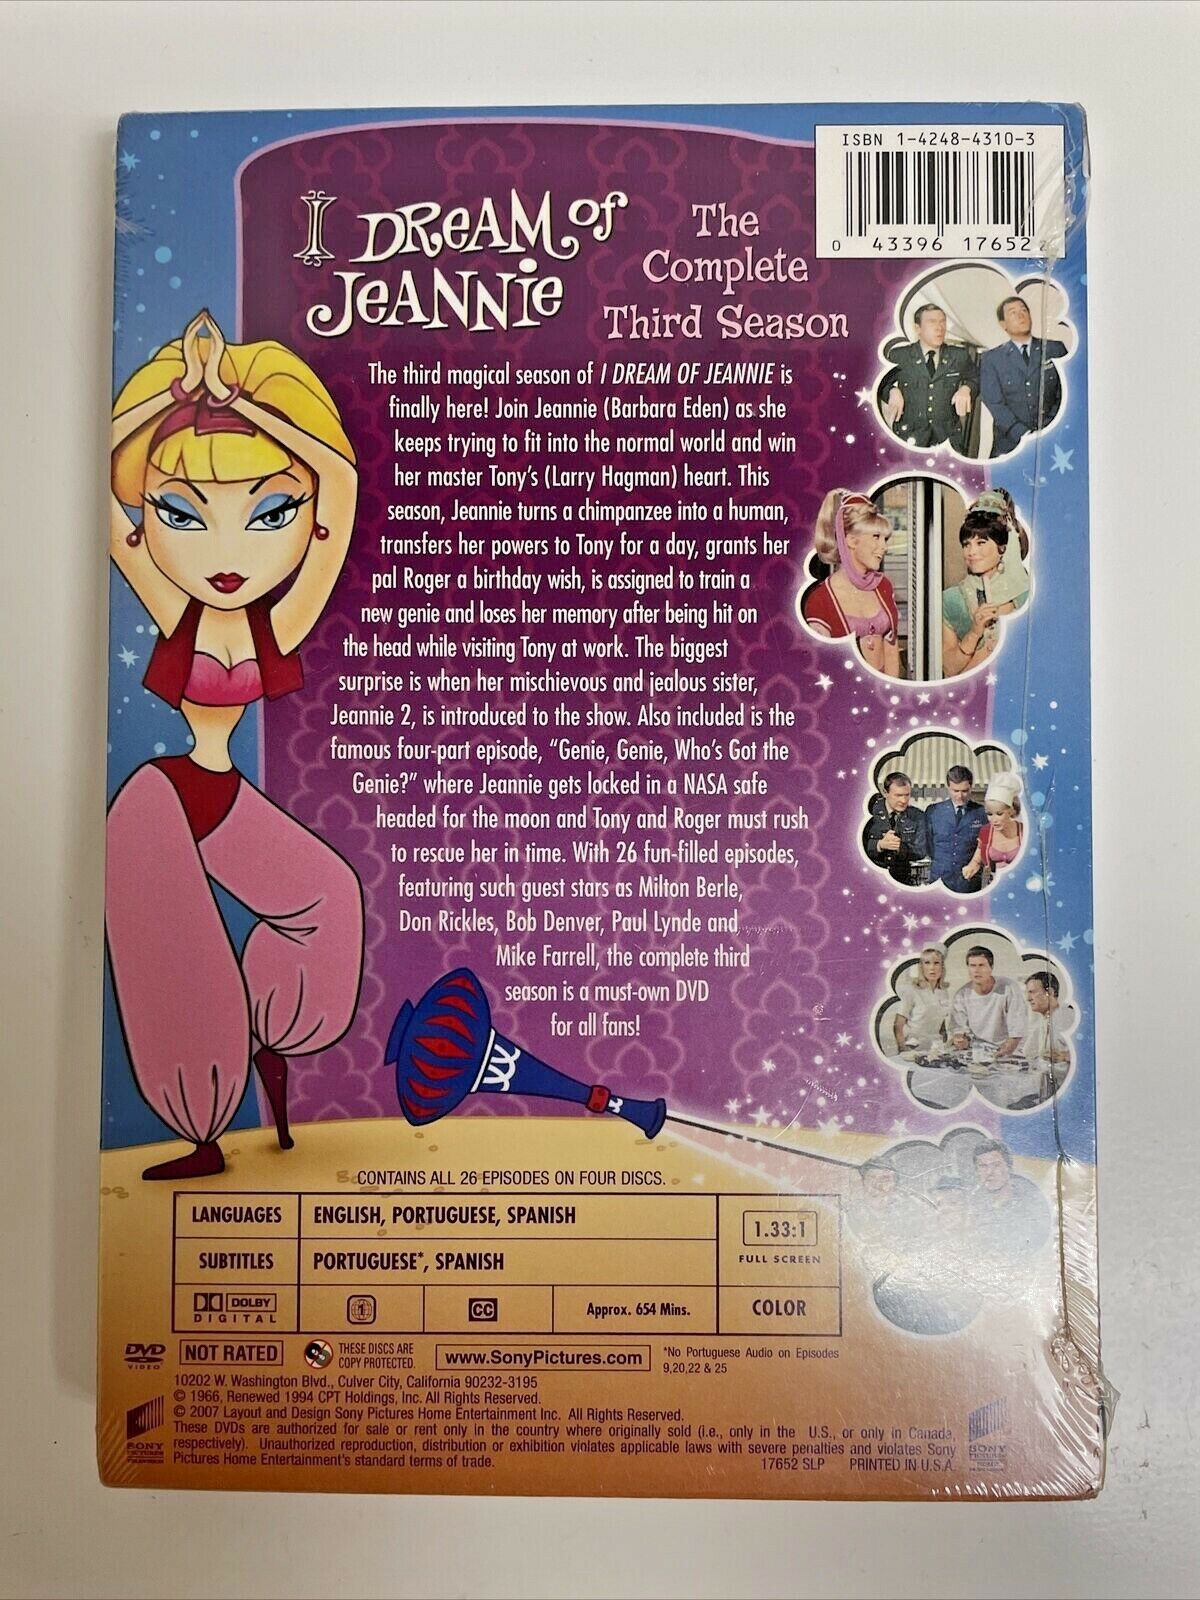 ISBN 1-4248-4310-3
0 43396 17652 2
I DREAM of
JEANNIE
The
Complete
Third Season
The third magical season of I DREAM OF JEANNIE is
finally here! Join Jeannie (Barbara Eden) as she
keeps trying to fit into the normal world and win
her master Tony's (Larry Hagman) heart. This
season, Jeannie turns a chimpanzee into a human,
transfers her powers to Tony for a day, grants her
pal Roger a birthday wish, is assigned to train a
new genie and loses her memory after being hit on
the head while visiting Tony at work. The biggest
surprise is when her mischievous and jealous sister,
Jeannie 2, is introduced to the show. Also included is the
famous four-part episode, “Genie, Genie, Who's Got the
Genie?” where Jeannie gets locked in a NASA safe
headed for the moon and Tony and Roger must rush
to rescue her in time. With 26 fun-filled episodes,
featuring such guest stars as Milton Berle,
Don Rickles, Bob Denver, Paul Lynde and
Mike Farrell, the complete third
season is a must-own DVD
for all fans!
CONTAINS ALL 26 EPISODES ON FOUR DISCS.
LANGUAGES ENGLISH, PORTUGUESE, SPANISH
SUBTITLES PORTUGUESE*, SPANISH
1.33:1
FULL SCREEN
DOLBY
DIGITAL
1
CC
Approx. 654 Mins.
COLOR
DVD
VIDEO
NOT RATED
THESE DISCS ARE
COPY PROTECTED.
www.SonyPictures.com
*No Portuguese Audio on Episodes
9,20,22 & 25
10202 W. Washington Blvd., Culver City, California 90232-3195
© 1966, Renewed 1994 CPT Holdings, Inc. All Rights Reserved.
© 2007 Layout and Design Sony Pictures Home Entertainment Inc. All Rights Reserved.
These DVDs are authorized for sale or rent only in the country where originally sold (i.e., only in the U.S., or only in Canada,
respectively). Unauthorized reproduction, distribution or exhibition violates applicable laws with severe penalties and violates Sony
Pictures Home Entertainment's standard terms of trade.
17652 SLP PRINTED IN U.S.A.
SONY
PICTURES
TELEVISION
SONY
PICTURES